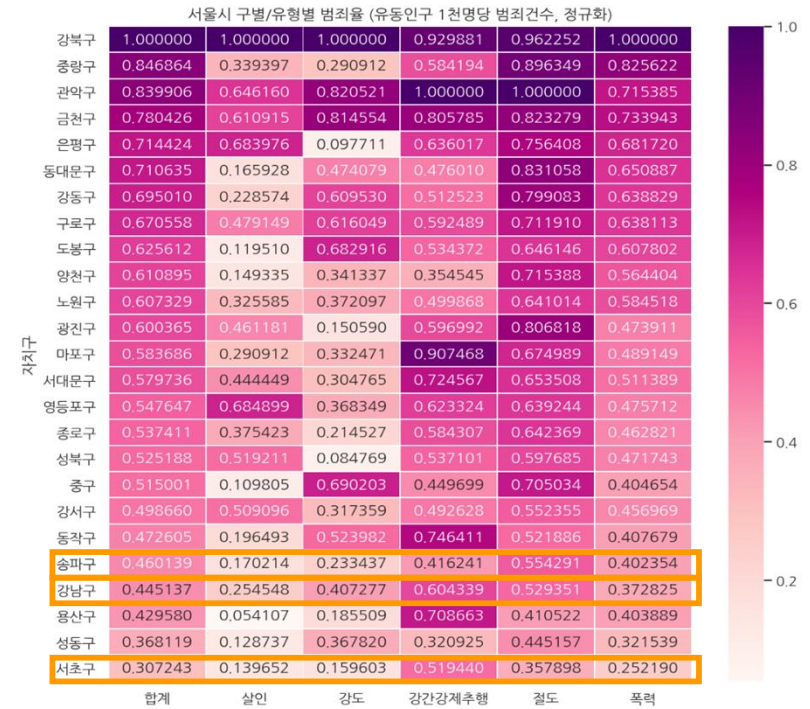 서울시 구별/유형별 범죄율 (유동인구 1천명당 범죄건수, 정규화)
강북구 1.000000 1.000000 1.000000 0.929881 0.962252 1.000000
중랑구 0.846864 0.339397 0.290912 0.584194 0.896349 0.825622
관악구 0.839906 0.646160 0.820521 1.000000 1.000000 0.715385
금천구 0.780426 0.610915 0.814554 0.805785 0.823279 0.733943
은평구 0.714424 0.683976 0.097711 0.636017 0.756408 0.681720
동대문구 0.710635 0.165928 0.474079 0.476010 0.831058 0.650887
강동구 0.695010 0.228574 0.609530 0.512523 0.799083 0.638829
구로구 0.670558 0.479149 0.616049 0.592489 0.711910 0.638113
도봉구 0.625612 0.119510 0.682916 0.534372 0.646146 0.607802
양천구 0.610895 0.149335 0.341337 0.354545 0.715388 0.564404
노원구 0.607329 0.325585 0.372097 0.499868 0.641014 0.584518
광진구 0.600365 0.461181 0.150590 0.596992 0.806818 0.473911
마포구 0.583686 0.290912 0.332471 0.907468 0.674989 0.489149
서대문구 0.579736 0.444449 0.304765 0.724567 0.653508 0.511389
영등포구 0.547647 0.684899 0.368349 0.623324 0.639244 0.475712
종로구 0.537411 0.375423 0.214527 0.584307 0.642369 0.462821
성북구 0.525188 0.519211 0.084769 0.537101 0.597685 0.471743
중구 0.515001 0.109805 0.690203 0.449699 0.705034 0.404654
강서구 0.498660 0.509096 0.317359 0.492628 0.552355 0.456969
동작구 0.472605 0.196493 0.523982 0.746411 0.521886 0.407679
송파구 0.460139 0.170214 0.233437 0.416241 0.554291 0.402354
강남구 0.445137 0.254548 0.407277 0.604339 0.529351 0.372825
용산구 0.429580 0.054107 0.185509 0.708663 0.410522 0.403889
성동구 0.368119 0.128737 0.367820 0.320925 0.445157 0.321539
서초구 0.307243 0.139652 0.159603 0.519440 0.357898 0.252190
합계 살인 강도 강간강제추행 절도 폭력
자치구
1.0
0.8
0.6
0.4
0.2